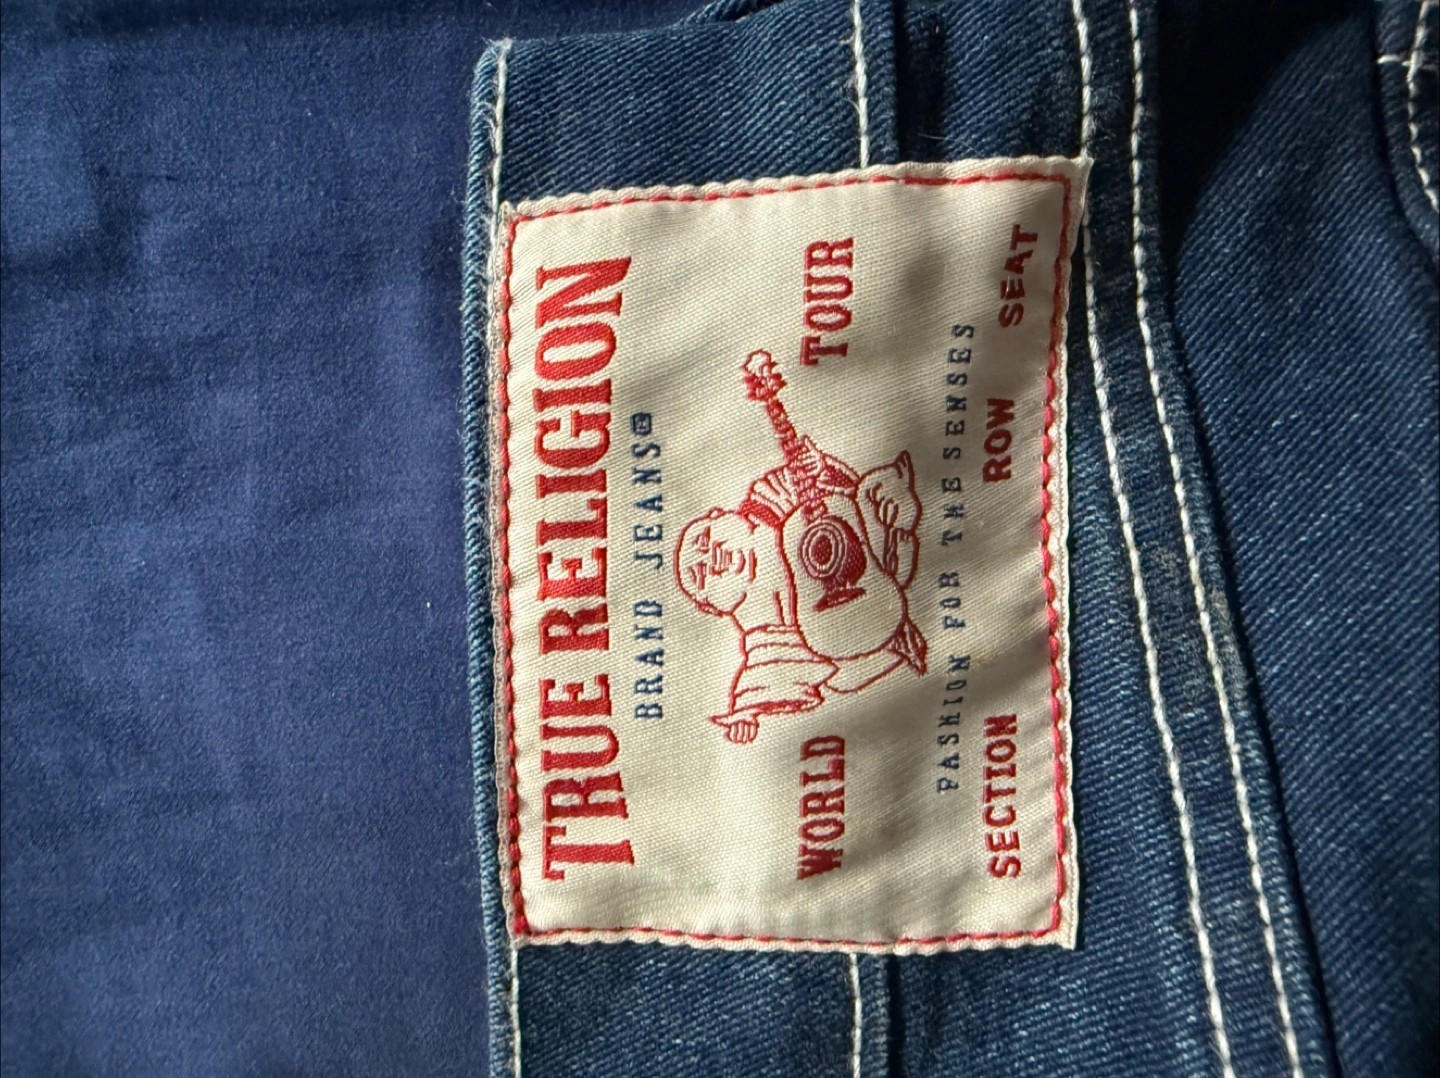 TRUE RELIGION
BRAND JEANS®
WORLD TOUR
FASHION FOR THE SENSES
SECTION ROW SEAT